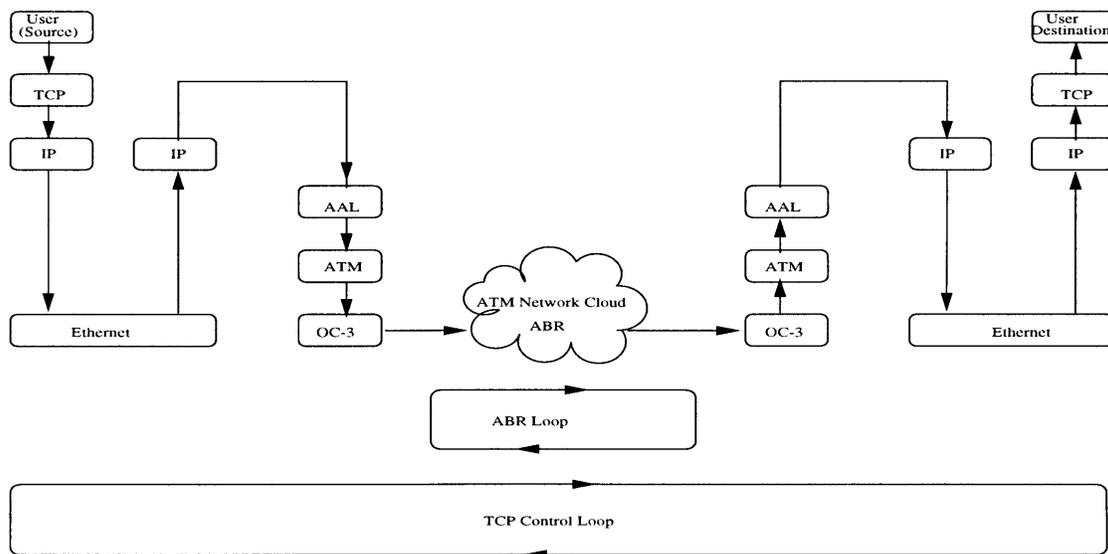 User
(Source)
TCP
IP
Ethernet
IP
AAL
ATM
OC-3
ATM Network Cloud
ABR
OC-3
ATM
AAL
IP
Ethernet
IP
TCP
User
Destination
ABR Loop
TCP Control Loop